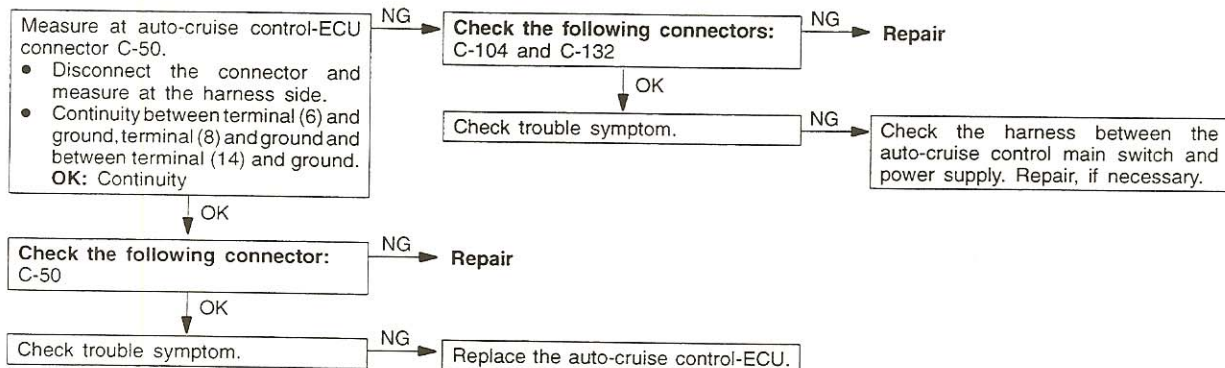 Measure at auto-cruise control-ECU
connector C-50.
● Disconnect the connector and
measure at the harness side.
● Continuity between terminal (6) and
ground, terminal (8) and ground and
between terminal (14) and ground.
OK: Continuity
NG
Check the following connectors:
C-104 and C-132
NG
Repair
OK
Check trouble symptom.
NG
Check the harness between the
auto-cruise control main switch and
power supply. Repair, if necessary.
OK
Check the following connector:
C-50
NG
Repair
OK
Check trouble symptom.
NG
Replace the auto-cruise control-ECU.